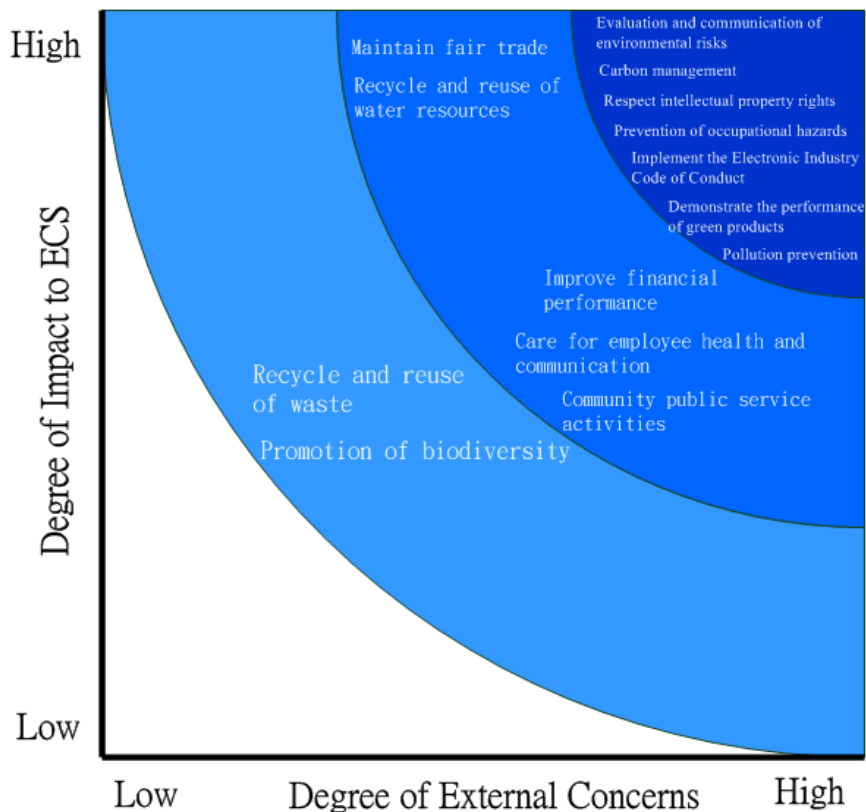 High
Evaluation and communication of
environmental risks
Maintain fair trade
Carbon management
Recycle and reuse of
water resources
Respect intellectual property rights
Prevention of occupational hazards
Implement the Electronic Industry
Code of Conduct
Demonstrate the performance
of green products
Pollution prevention
Improve financial
performance
Care for employee health and
communication
Recycle and reuse
of waste
Community public service
activities
Promotion of biodiversity
Degree of Impact to ECS
Low
Low
Degree of External Concerns
High